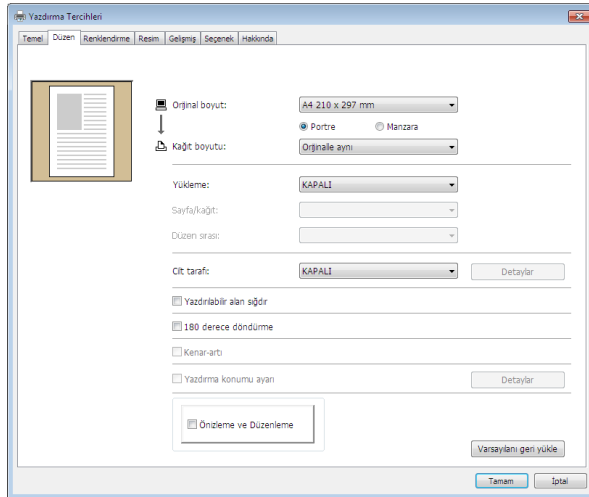 Yazdırma Tercihleri
Temel Düzen Renklendirme Resim Gelişmiş Seçenek Hakkında
Orijinal boyut: A4 210 x 297 mm
Portre Manzara
Kağıt boyutu: Orijinalle aynı
Yükleme: KAPALI
Sayfa/kağıt:
Düzen sırası:
Cilt tarafı: KAPALI Detaylar
Yazdırılabilir alan sığdır
180 derece döndürme
Kenar-artı
Yazdırma konumu ayarı Detaylar
Önizleme ve Düzenleme
Varsayılanı geri yükle
Tamam İptal